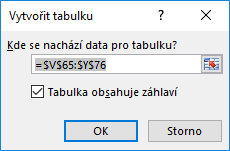 Vytvořit tabulku
Kde se nachází data pro tabulku?
=$V$65:$Y$76
Tabulka obsahuje záhlaví
OK
Storno